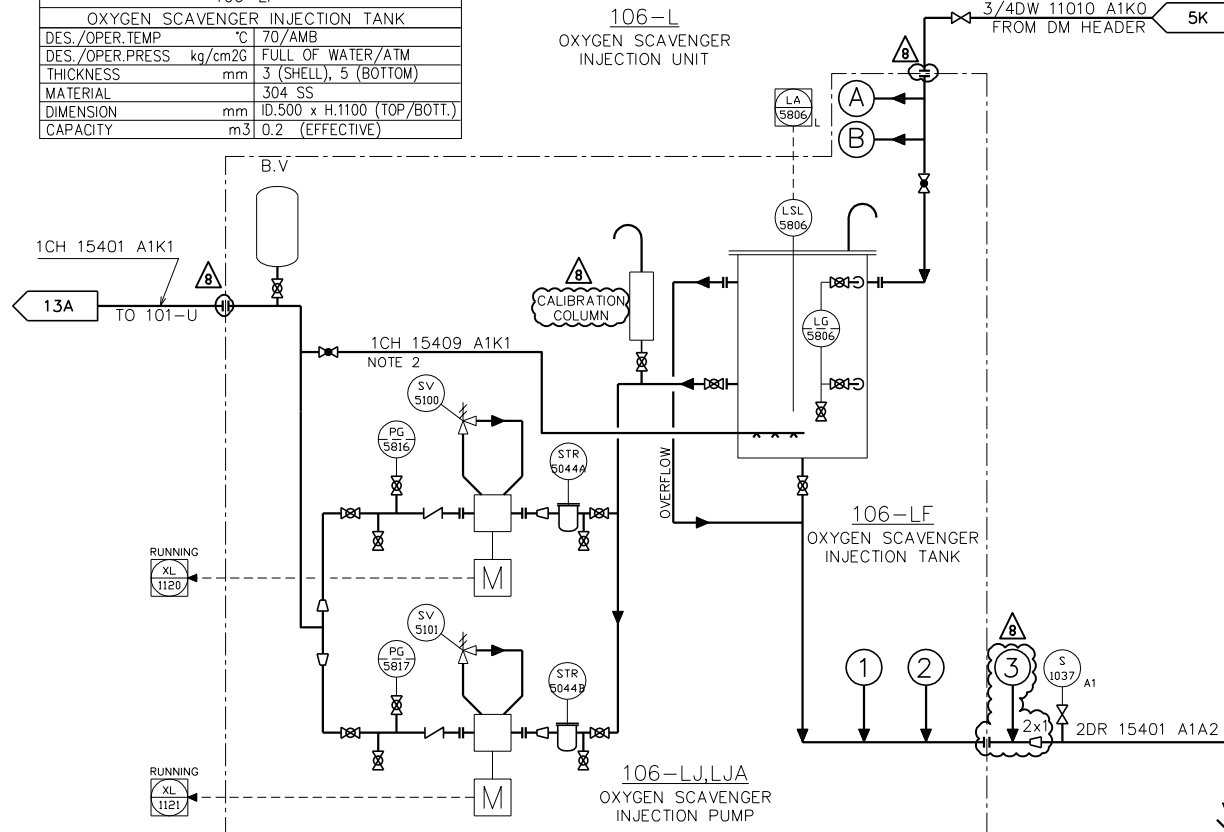 OXYGEN SCAVENGER INJECTION TANK
DES./OPER.TEMP °C 70/AMB
DES./OPER.PRESS kg/cm2G FULL OF WATER/ATM
THICKNESS mm 3 (SHELL), 5 (BOTTOM)
MATERIAL 304 SS
DIMENSION mm ID.500 x H.1100 (TOP/BOTT.)
CAPACITY m3 0.2 (EFFECTIVE)
106-L
OXYGEN SCAVENGER
INJECTION UNIT
3/4DW 11010 A1K0
FROM DM HEADER
5K
8
A
B
LA
5806
L
B.V
LSL
5806
1CH 15401 A1K1
8
13A
TO 101-U
8
CALIBRATION
COLUMN
LG
5806
1CH 15409 A1K1
NOTE 2
SV
5100
PG
5816
STR
5044A
OVERFLOW
106-LF
OXYGEN SCAVENGER
INJECTION TANK
RUNNING
XL
1120
M
SV
5101
PG
5817
STR
5044B
8
1
2
3
S
1037
A1
2x1
2DR 15401 A1A2
RUNNING
XL
1121
M
106-LJ,LJA
OXYGEN SCAVENGER
INJECTION PUMP